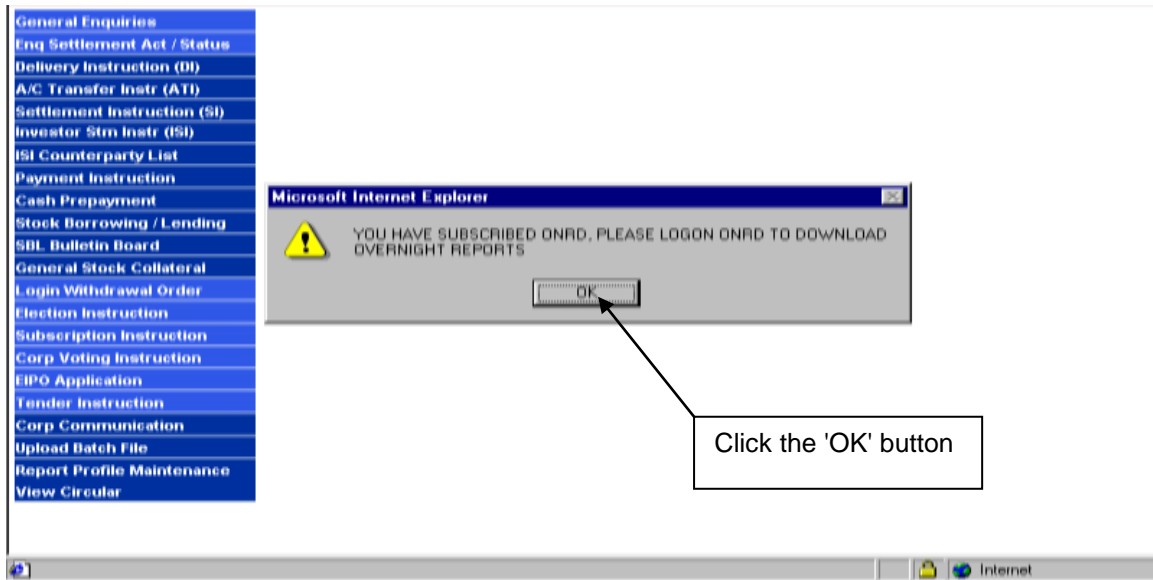 General Enquiries
Enq Settlement Act / Status
Delivery Instruction (DI)
A/C Transfer Instr (ATI)
Settlement Instruction (SI)
Investor Stm Instr (ISI)
ISI Counterparty List
Payment Instruction
Cash Prepayment
Stock Borrowing / Lending
SBL Bulletin Board
General Stock Collateral
Login Withdrawal Order
Election Instruction
Subscription Instruction
Corp Voting Instruction
EIPO Application
Tender Instruction
Corp Communication
Upload Batch File
Report Profile Maintenance
View Circular
Microsoft Internet Explorer
YOU HAVE SUBSCRIBED ONRD, PLEASE LOGON ONRD TO DOWNLOAD
OVERNIGHT REPORTS
OK
Click the 'OK' button
Internet